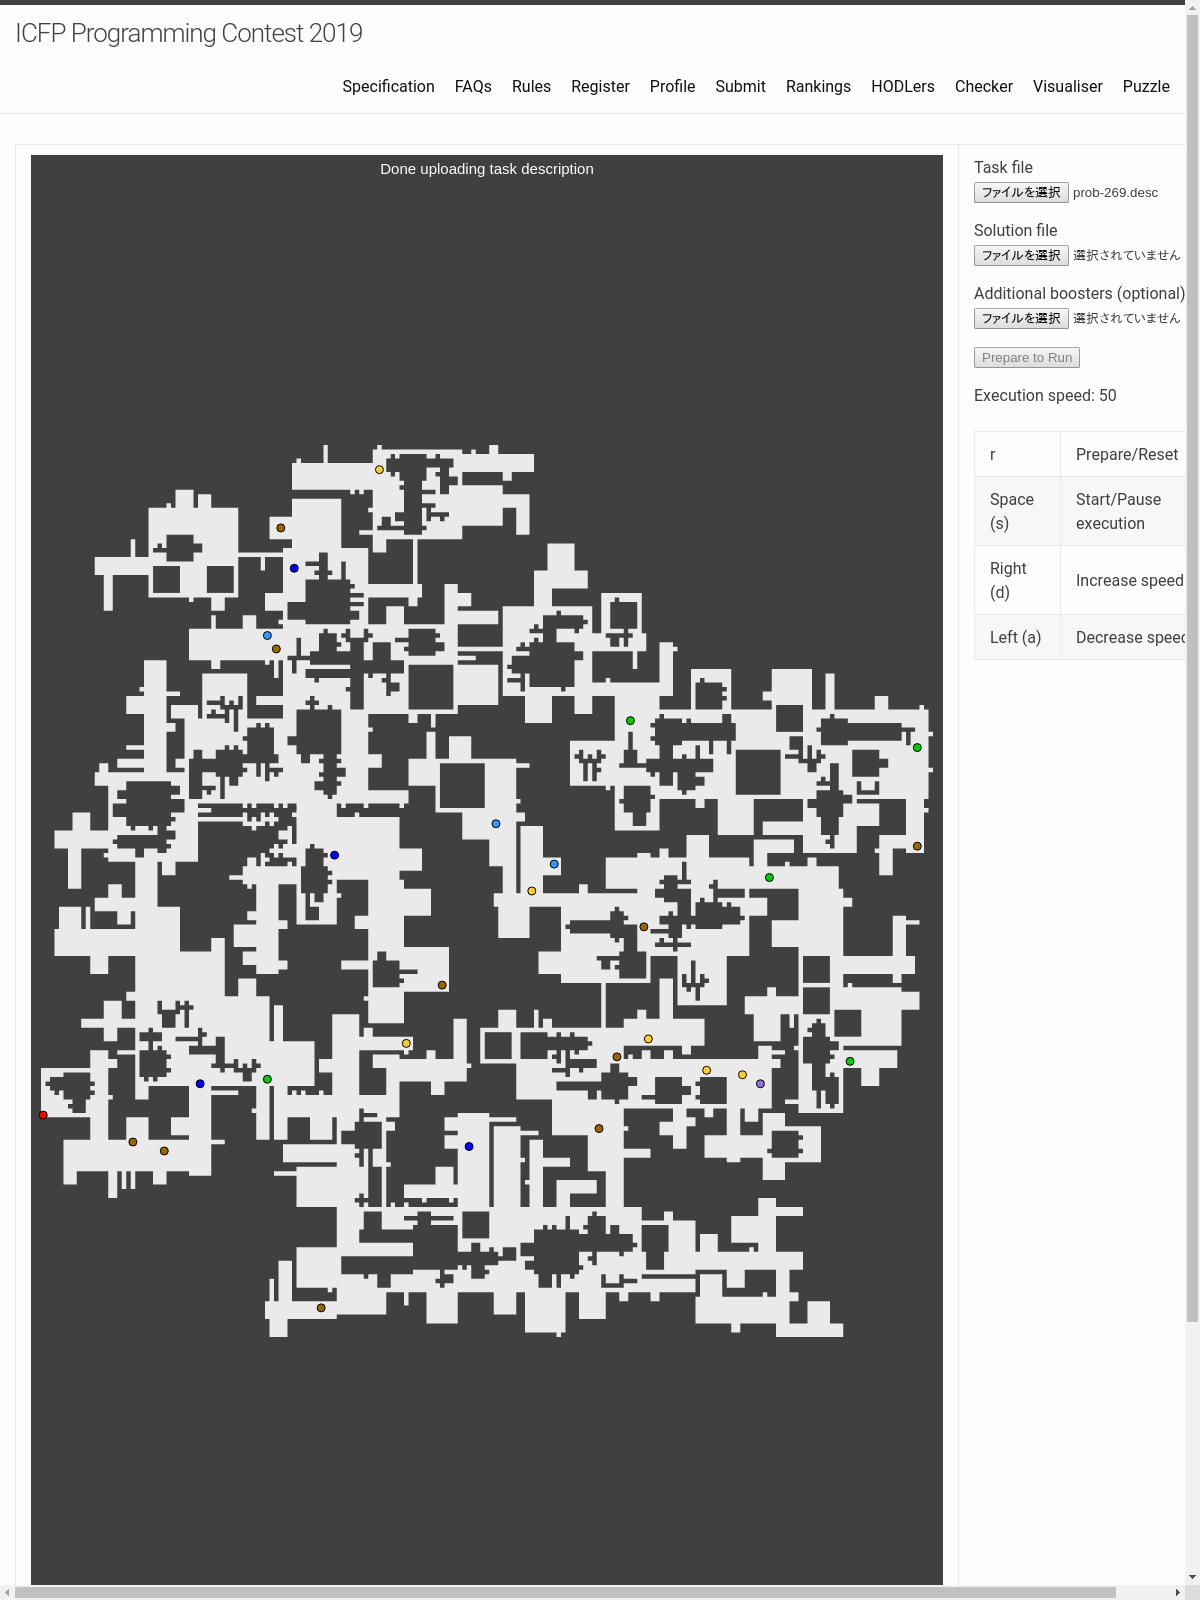 ICFP Programming Contest 2019
Specification FAQs Rules Register Profile Submit Rankings HODLers Checker Visualiser Puzzle
Done uploading task description
Task file
ファイルを選択 prob-269.desc
Solution file
ファイルを選択 選択されていません
Additional boosters (optional)
ファイルを選択 選択されていません
Prepare to Run
Execution speed: 50
r Prepare/Reset
Space Start/Pause
(s) execution
Right Increase speed
(d)
Left (a) Decrease speed